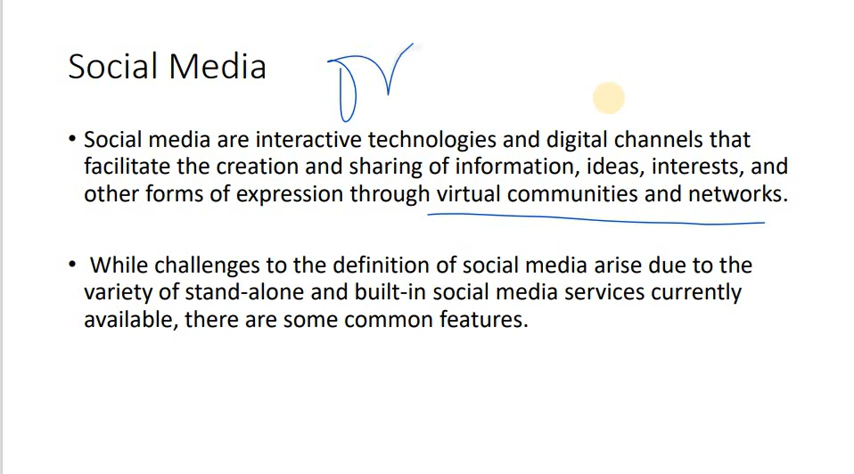 Social Media
• Social media are interactive technologies and digital channels that
facilitate the creation and sharing of information, ideas, interests, and
other forms of expression through virtual communities and networks.
• While challenges to the definition of social media arise due to the
variety of stand-alone and built-in social media services currently
available, there are some common features.